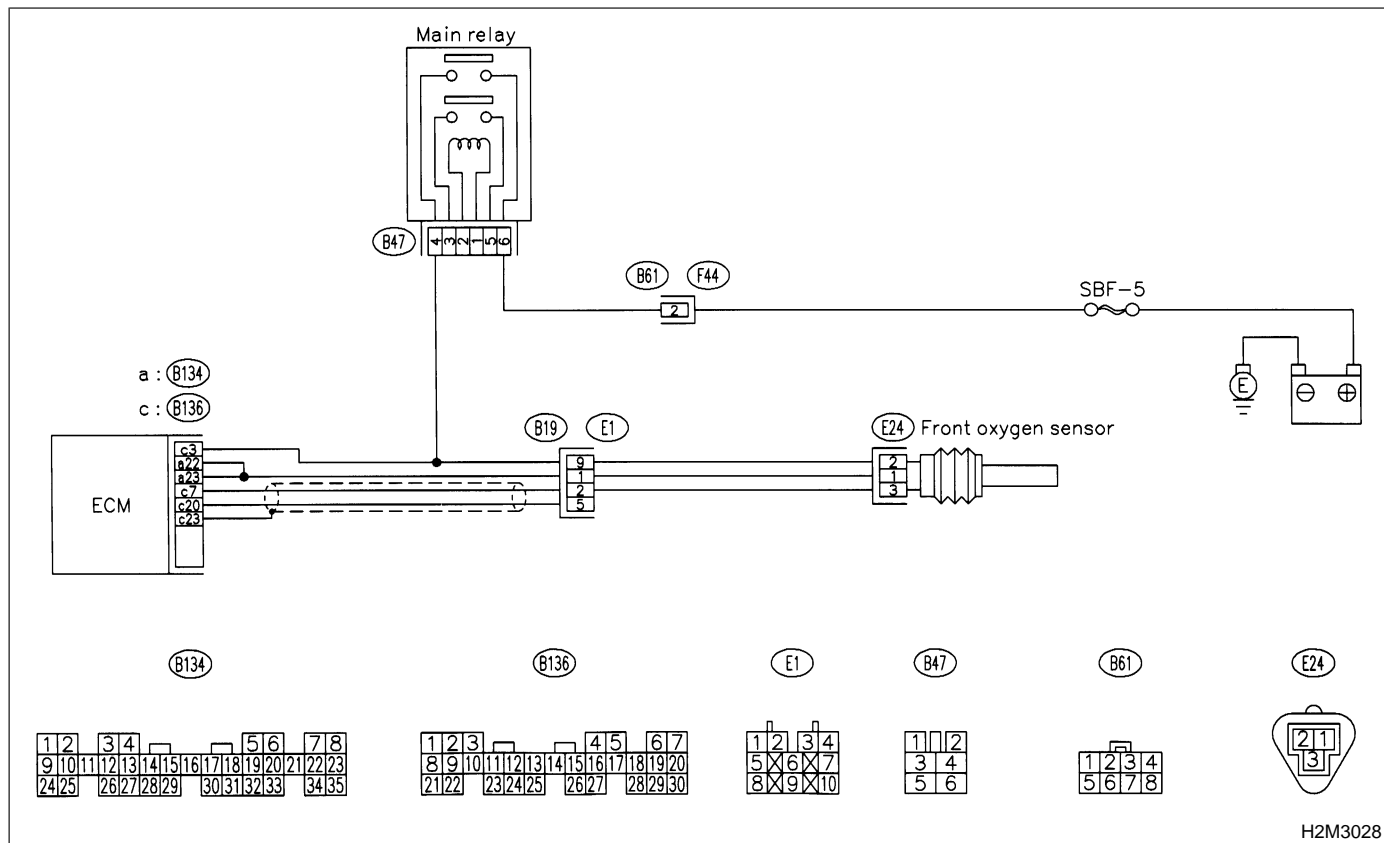 Main relay
B47
4 3 2 1 5 6
B61 F44
2
SBF-5
E
⊖ ⊕
a : B134
c : B136
ECM
c3
a22
a23
c7
c20
c23
B19 E1
9
1
2
5
E24 Front oxygen sensor
2
1
3
B134
1 2 3 4 5 6 7 8
9 10 11 12 13 14 15 16 17 18 19 20 21 22 23
24 25 26 27 28 29 30 31 32 33 34 35
B136
1 2 3 4 5 6 7
8 9 10 11 12 13 14 15 16 17 18 19 20
21 22 23 24 25 26 27 28 29 30
E1
1 2 3 4
5 6 7
8 9 10
B47
1 2
3 4
5 6
B61
1 2 3 4
5 6 7 8
E24
2 1
3
H2M3028